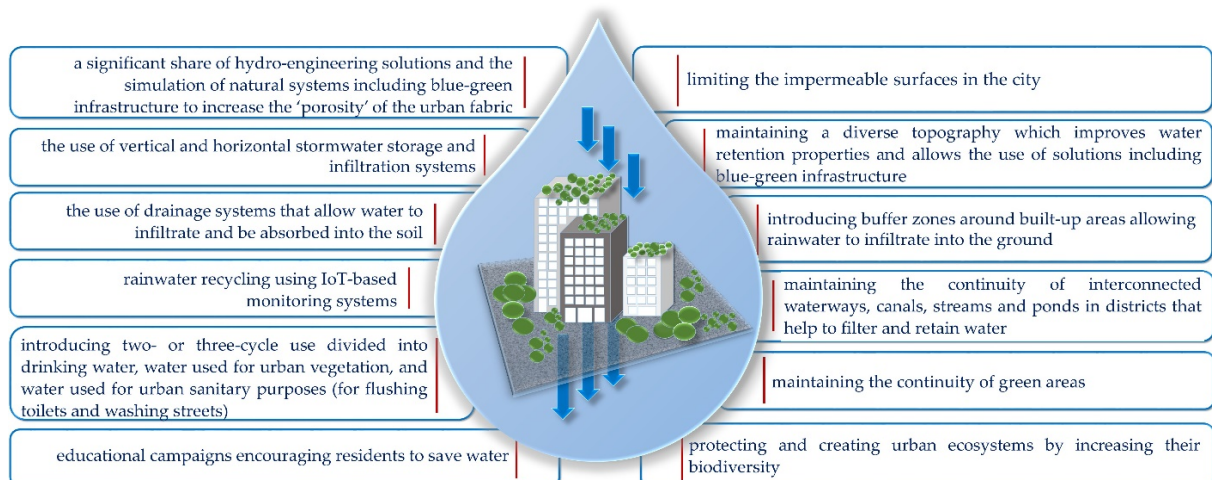 a significant share of hydro-engineering solutions and the
simulation of natural systems including blue-green
infrastructure to increase the ‘porosity’ of the urban fabric
the use of vertical and horizontal stormwater storage and
infiltration systems
the use of drainage systems that allow water to
infiltrate and be absorbed into the soil
rainwater recycling using IoT-based
monitoring systems
introducing two- or three-cycle use divided into
drinking water, water used for urban vegetation, and
water used for urban sanitary purposes (for flushing
toilets and washing streets)
educational campaigns encouraging residents to save water
limiting the impermeable surfaces in the city
maintaining a diverse topography which improves water
retention properties and allows the use of solutions including
blue-green infrastructure
introducing buffer zones around built-up areas allowing
rainwater to infiltrate into the ground
maintaining the continuity of interconnected
waterways, canals, streams and ponds in districts that
help to filter and retain water
maintaining the continuity of green areas
protecting and creating urban ecosystems by increasing their
biodiversity